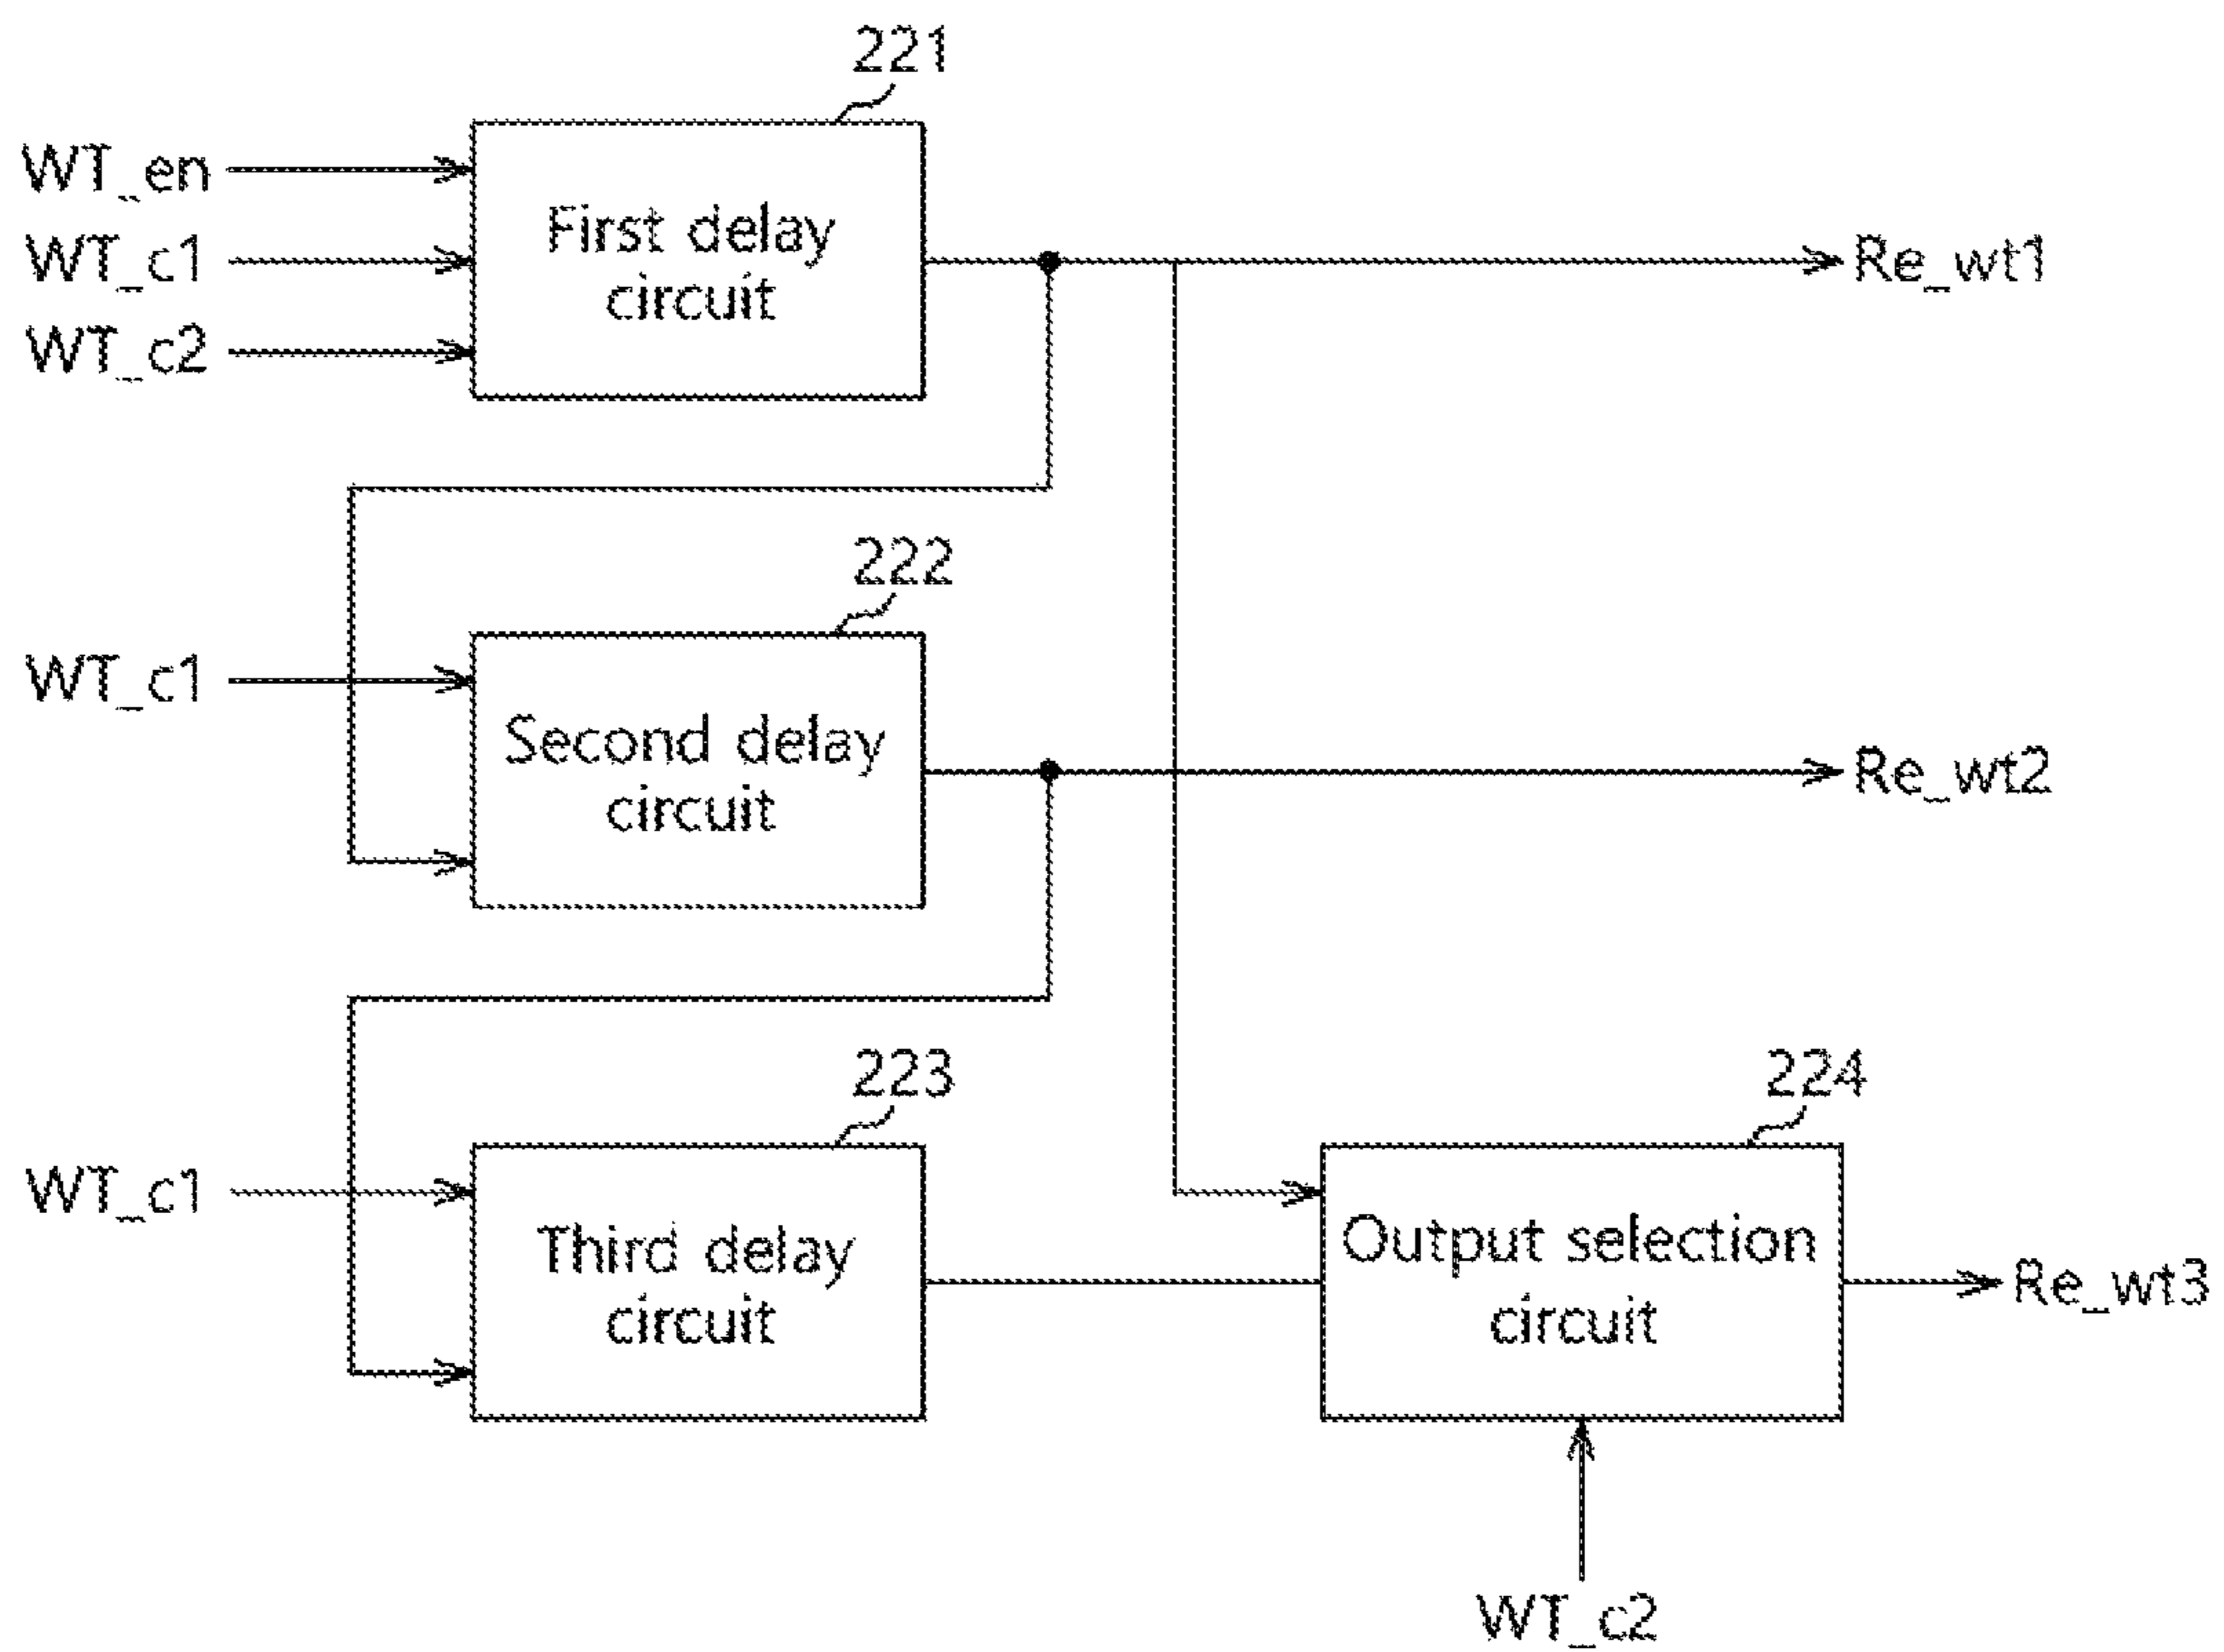 221
WT_en
WT_c1
WT_c2
First delay
circuit
Re_wt1
222
WT_c1
Second delay
circuit
Re_wt2
223
WT_c1
Third delay
circuit
224
Output selection
circuit
Re_wt3
WT_c2